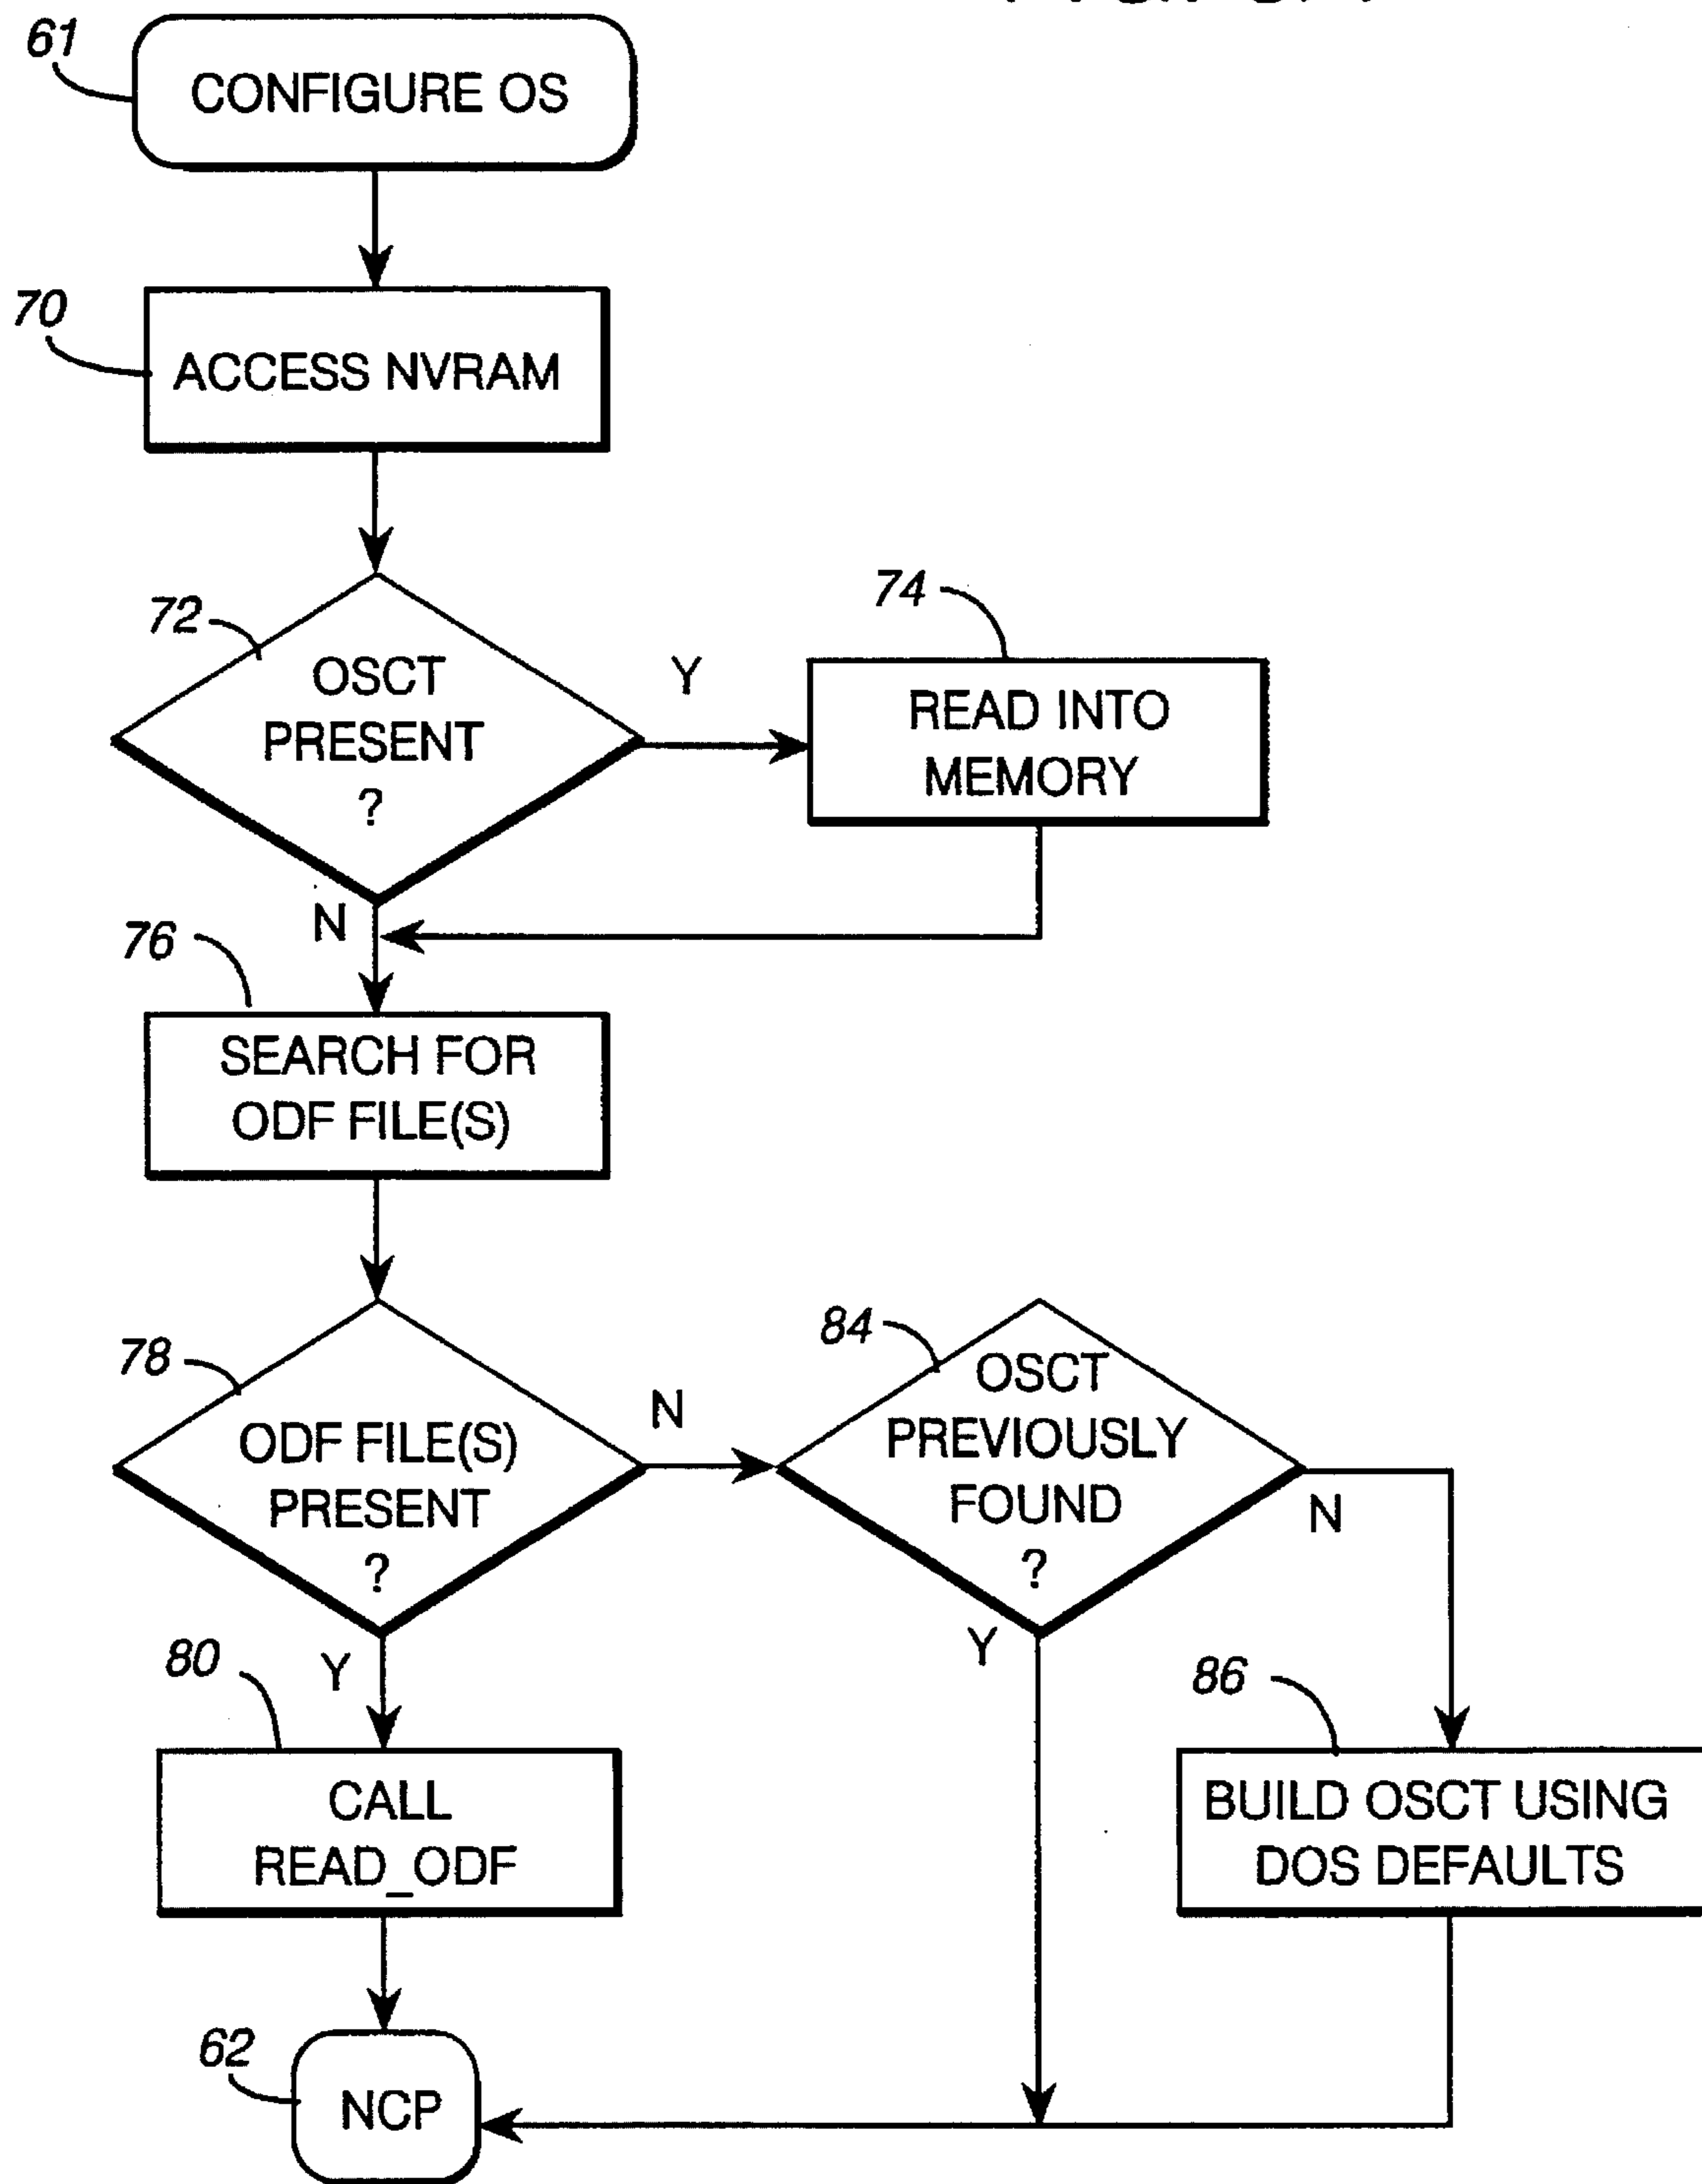 61
CONFIGURE OS
70
ACCESS NVRAM
72
OSCT
PRESENT
?
Y
74
READ INTO
MEMORY
N
76
SEARCH FOR
ODF FILE(S)
78
ODF FILE(S)
PRESENT
?
N
84
OSCT
PREVIOUSLY
FOUND
?
N
Y
80
CALL
READ_ODF
Y
86
BUILD OSCT USING
DOS DEFAULTS
62
NCP